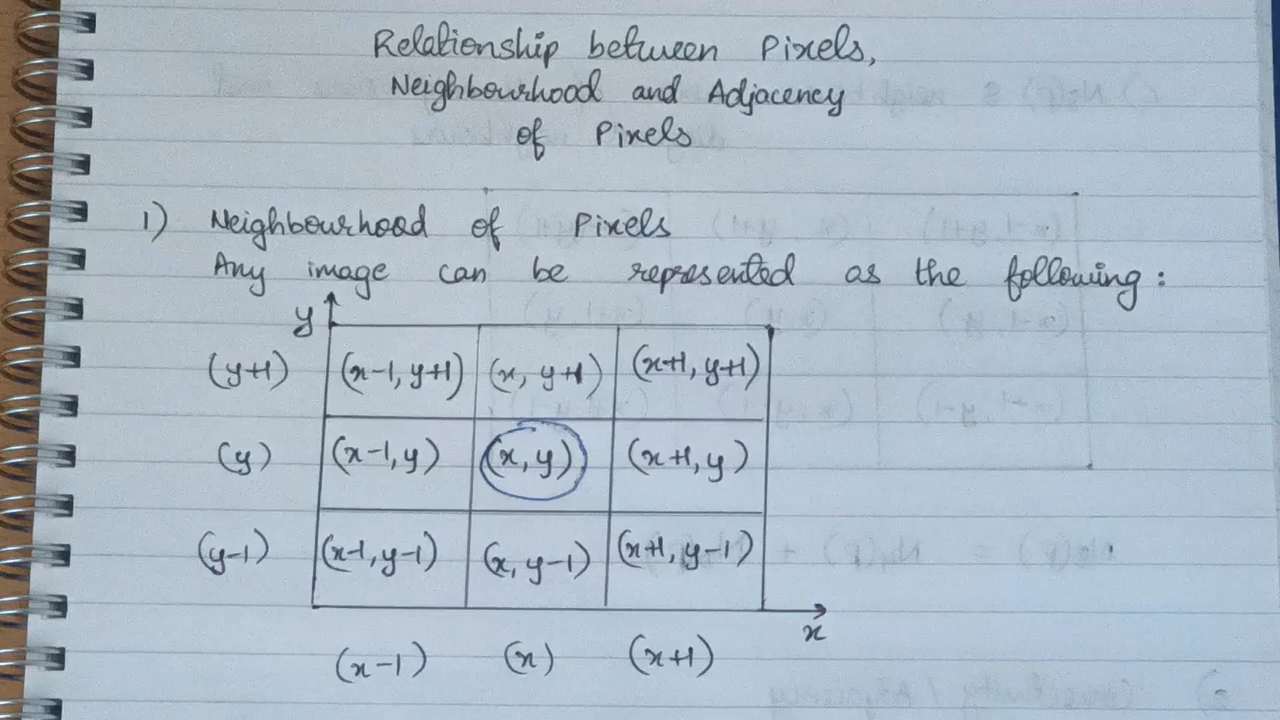 Relationship between Pixels,
Neighbourhood and Adjacency
of Pixels
1) Neighbourhood of Pixels
Any image can be represented as the following:
y
(y+1) (x-1, y+1) (x, y+1) (x+1, y+1)
(y) (x-1, y) (x, y) (x+1, y)
(y-1) (x-1, y-1) (x, y-1) (x+1, y-1)
x
(x-1) (x) (x+1)